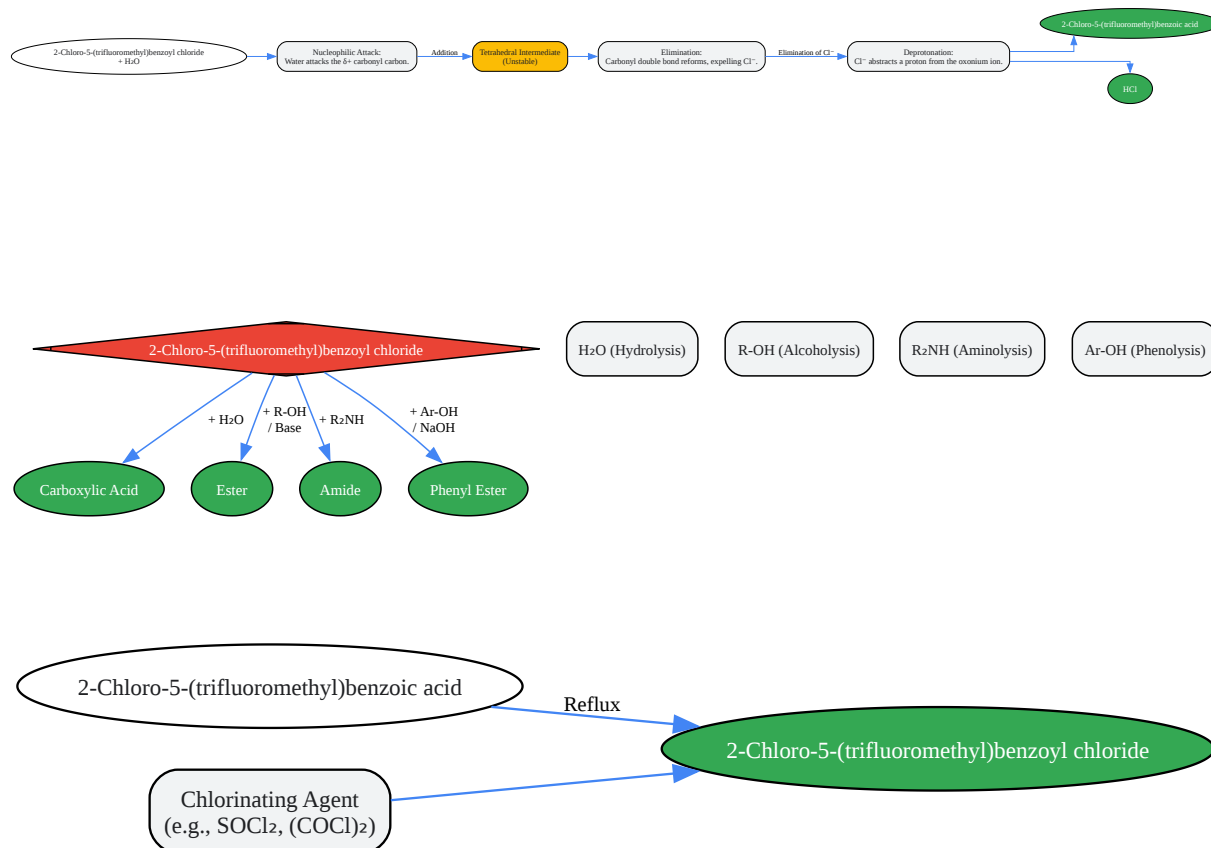 2-Chloro-5-(trifluoromethyl)benzoyl chloride
+ H₂O
Nucleophilic Attack:
Water attacks the δ+ carbonyl carbon.
Addition
Tetrahedral Intermediate
(Unstable)
Elimination:
Carbonyl double bond reforms, expelling Cl⁻.
Elimination of Cl⁻
Deprotonation:
Cl⁻ abstracts a proton from the oxonium ion.
2-Chloro-5-(trifluoromethyl)benzoic acid
HCl
2-Chloro-5-(trifluoromethyl)benzoyl chloride
H₂O (Hydrolysis)
R-OH (Alcoholysis)
R₂NH (Aminolysis)
Ar-OH (Phenolysis)
+ H₂O
+ R-OH
/ Base
+ R₂NH
+ Ar-OH
/ NaOH
Carboxylic Acid
Ester
Amide
Phenyl Ester
2-Chloro-5-(trifluoromethyl)benzoic acid
Reflux
2-Chloro-5-(trifluoromethyl)benzoyl chloride
Chlorinating Agent
(e.g., SOCl₂, (COCl)₂)